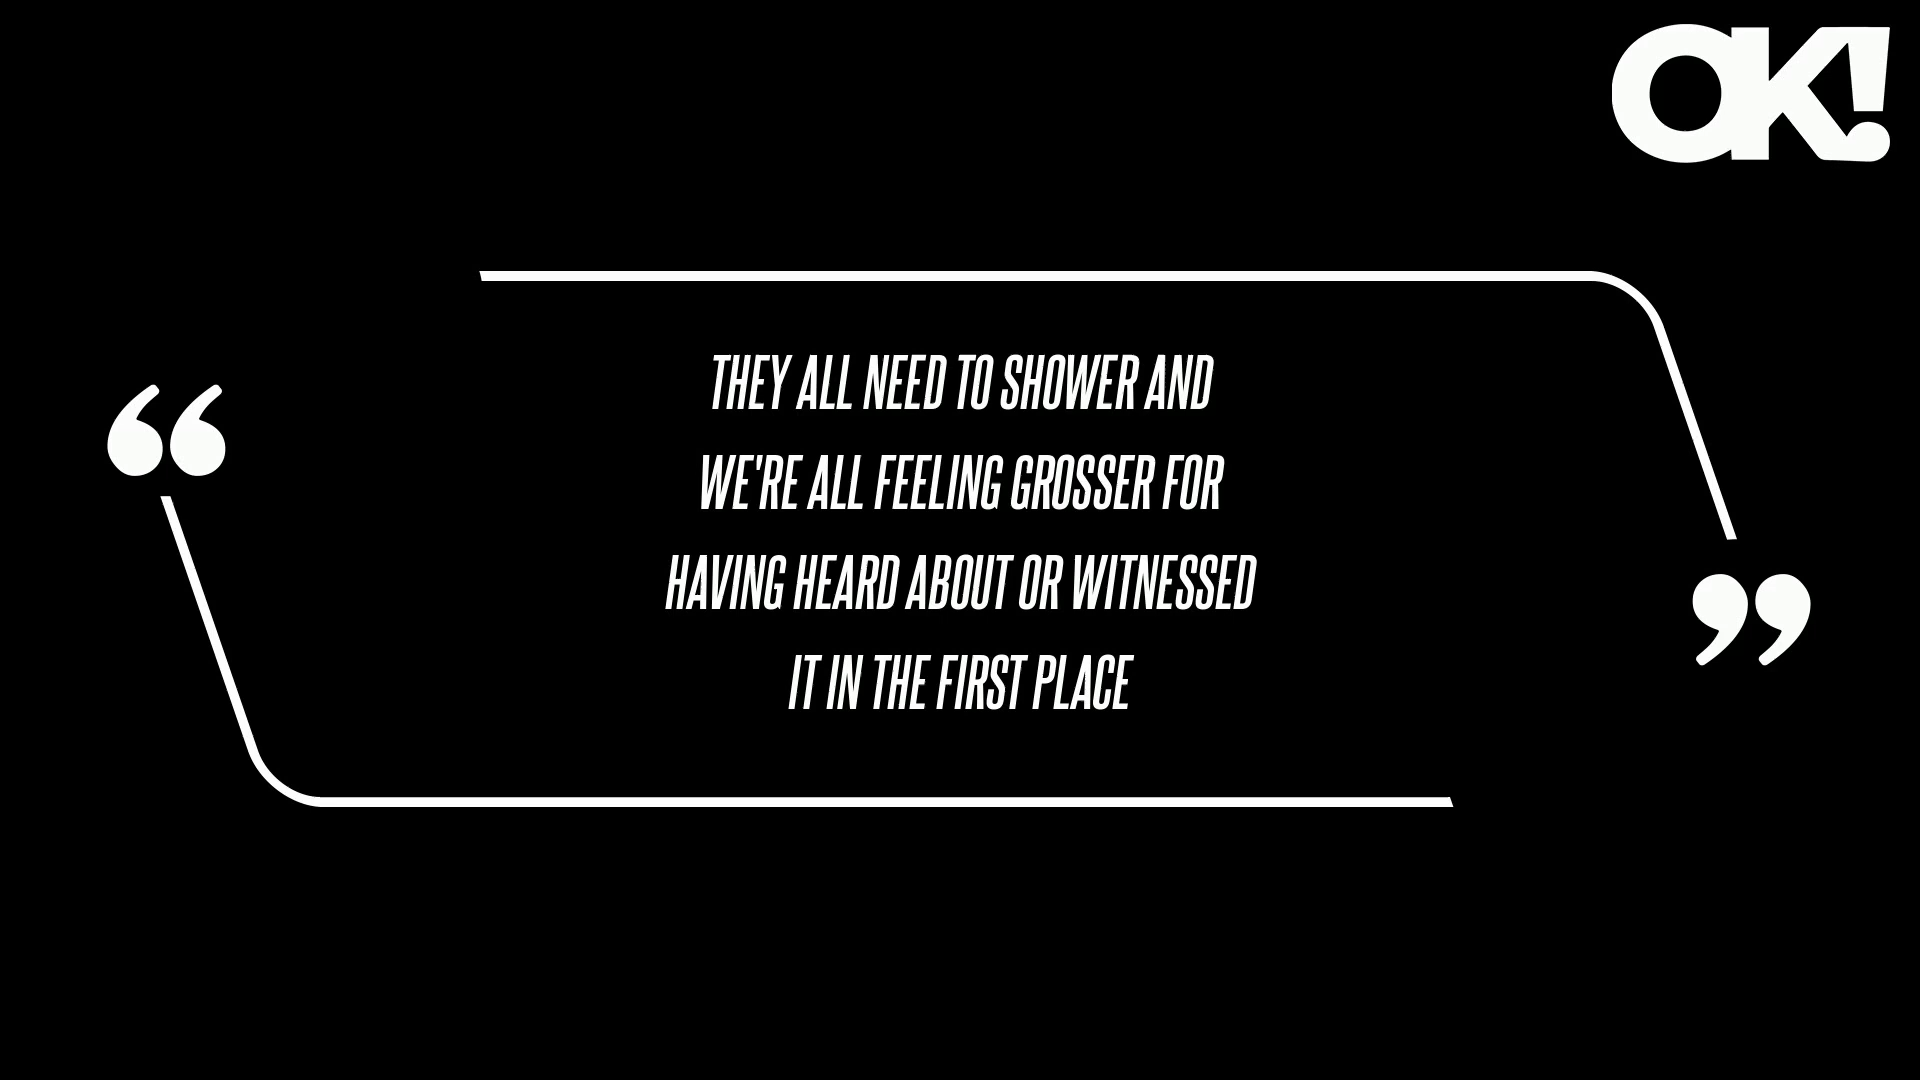 OK!
“
THEY ALL NEED TO SHOWER AND
WE'RE ALL FEELING GROSSER FOR
HAVING HEARD ABOUT OR WITNESSED
IT IN THE FIRST PLACE
”